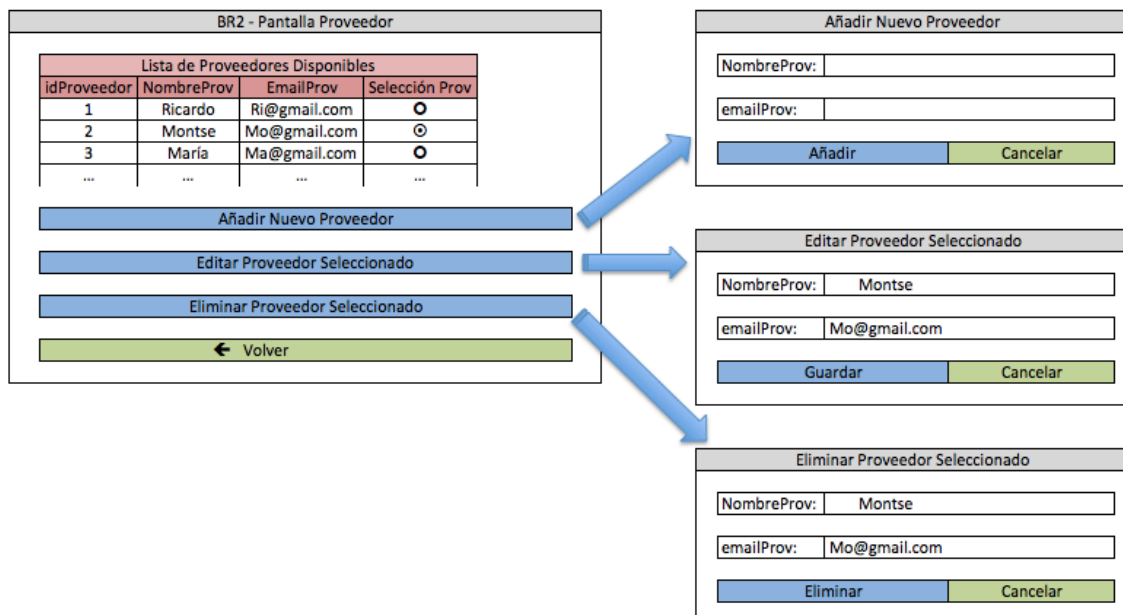 BR2 - Pantalla Proveedor
Lista de Proveedores Disponibles
idProveedor NombreProv EmailProv Selección Prov
1 Ricardo Ri@gmail.com
2 Montse Mo@gmail.com
3 María Ma@gmail.com
... ... ... ...
Añadir Nuevo Proveedor
Editar Proveedor Seleccionado
Eliminar Proveedor Seleccionado
← Volver
Añadir Nuevo Proveedor
NombreProv:
emailProv:
Añadir Cancelar
Editar Proveedor Seleccionado
NombreProv: Montse
emailProv: Mo@gmail.com
Guardar Cancelar
Eliminar Proveedor Seleccionado
NombreProv: Montse
emailProv: Mo@gmail.com
Eliminar Cancelar